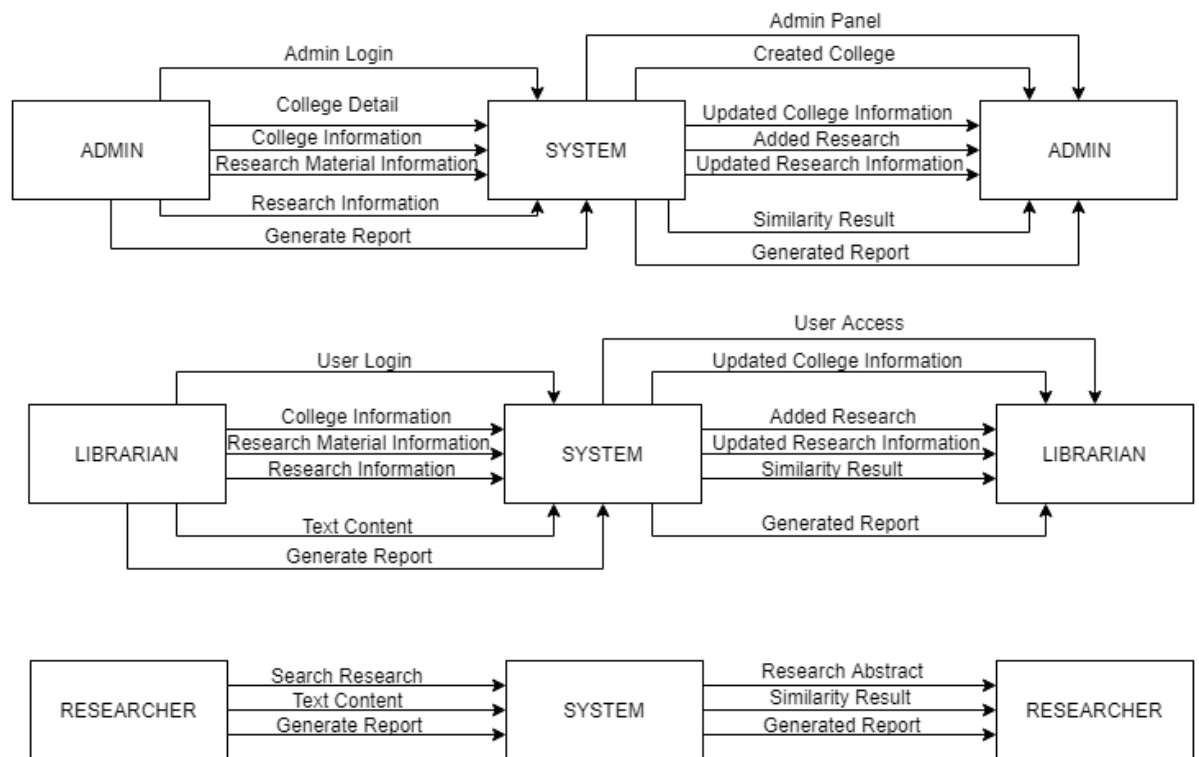 Admin Panel
Admin Login
Created College
College Detail
Updated College Information
ADMIN
College Information
SYSTEM
Added Research
ADMIN
Research Material Information
Updated Research Information
Research Information
Similarity Result
Generate Report
Generated Report
User Access
User Login
Updated College Information
College Information
Added Research
LIBRARIAN
Research Material Information
SYSTEM
Updated Research Information
LIBRARIAN
Research Information
Similarity Result
Text Content
Generated Report
Generate Report
Search Research
Research Abstract
RESEARCHER
Text Content
SYSTEM
Similarity Result
RESEARCHER
Generate Report
Generated Report